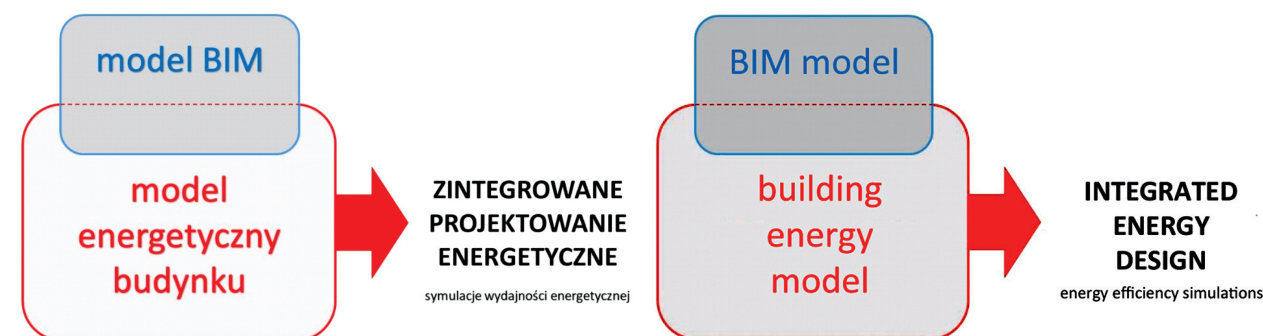 model BIM
model
energetyczny
budynku
ZINTEGROWANE
PROJEKTOWANIE
ENERGETYCZNE
symulacje wydajności energetycznej
BIM model
building
energy
model
INTEGRATED
ENERGY
DESIGN
energy efficiency simulations